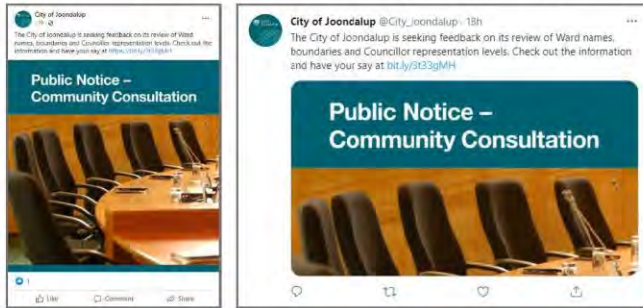 City of Joondalup
The City of Joondalup is seeking feedback on its review of Ward
names, boundaries and Councillor representation levels. Check out the
information and have your say at
Public Notice –
Community Consultation
1
Like Comment Share
City of Joondalup @City_Joondalup · 18h
The City of Joondalup is seeking feedback on its review of Ward names,
boundaries and Councillor representation levels. Check out the information
and have your say at bit.ly/3t33gMH
Public Notice –
Community Consultation